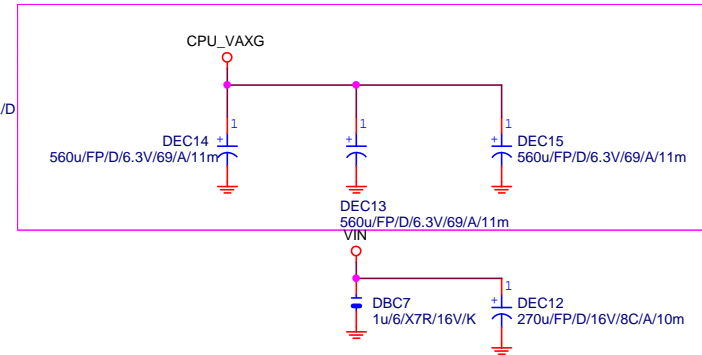 CPU_VAXG
/D
1
1
1
+
+
+
DEC14
560u/FP/D/6.3V/69/A/11m
DEC15
560u/FP/D/6.3V/69/A/11m
DEC13
560u/FP/D/6.3V/69/A/11m
VIN
1
+
DBC7
1u/6/X7R/16V/K
DEC12
270u/FP/D/16V/8C/A/10m